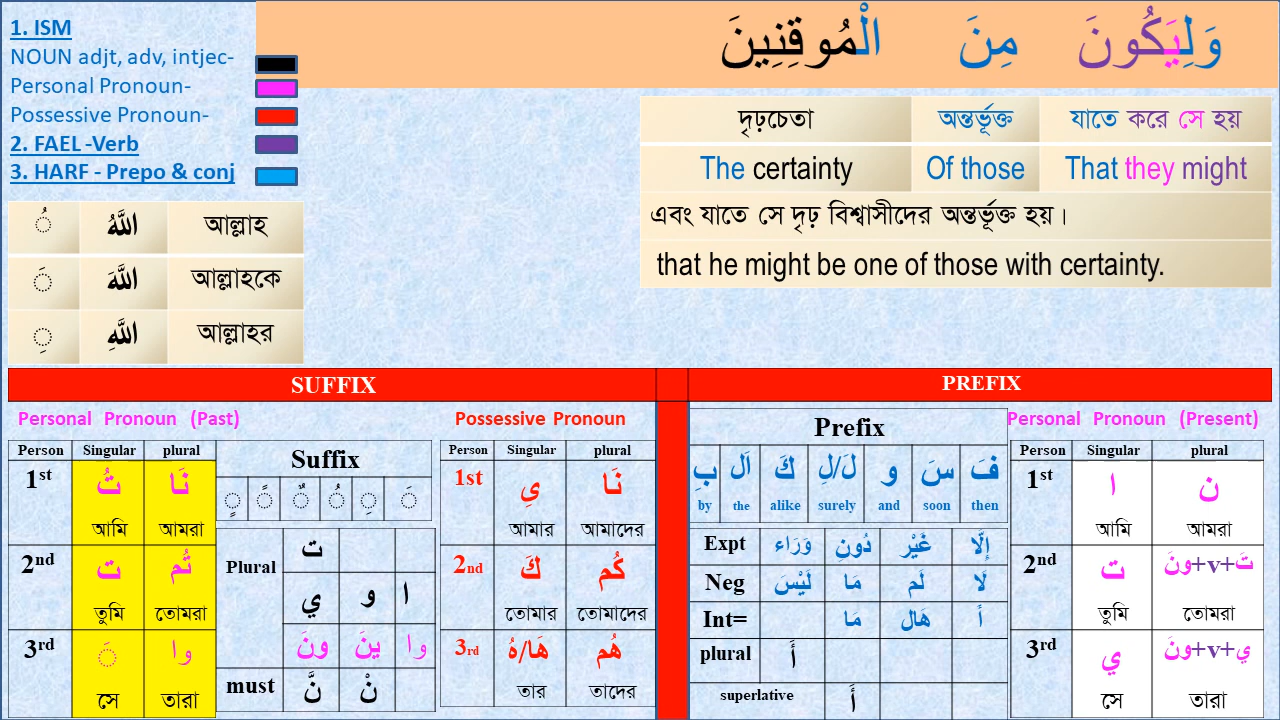 1. ISM
NOUN adjt, adv, intjec-
Personal Pronoun-
Possessive Pronoun-
2. FAEL -Verb
3. HARF - Prepo & conj
وَلِيَكُونَ مِنَ الْمُوقِنِينَ
দৃঢ়চেতা অন্তর্ভূক্ত যাতে করে সে হয়
The certainty Of those That they might
এবং যাতে সে দৃঢ় বিশ্বাসীদের অন্তর্ভূক্ত হয়।
that he might be one of those with certainty.
ُ اللَّهُ আল্লাহ
َ اللَّهَ আল্লাহকে
ِ اللَّهِ আল্লাহর
SUFFIX
Personal Pronoun (Past)
Person Singular plural
1st تُ نَا
আমি আমরা
2nd ت تُم
তুমি তোমরা
3rd َ وا
সে তারা
Suffix
ٍ ً ٌ ُ ِ َ
Plural
ت
ي و ا
ونَ ينَ وا
must نَّ نْ
Possessive Pronoun
Person Singular plural
1st ىِ نَا
আমার আমাদের
2nd كَ كُم
তোমার তোমাদের
3rd هَا/هُ هُم
তার তাদের
PREFIX
Prefix
بِ اَل كَ لَ/لِ و سَ فَ
by the alike surely and soon then
Expt وَرَاء دُونِ غَيْر إِلَّا
Neg لَيْسَ مَا لَم لَا
Int= مَا هَال أَ
plural أَ
superlative أَ
Personal Pronoun (Present)
Person Singular plural
1st ا ن
আমি আমরা
2nd ت تَ+v+ونَ
তুমি তোমরা
3rd ي ي+v+ونَ
সে তারা